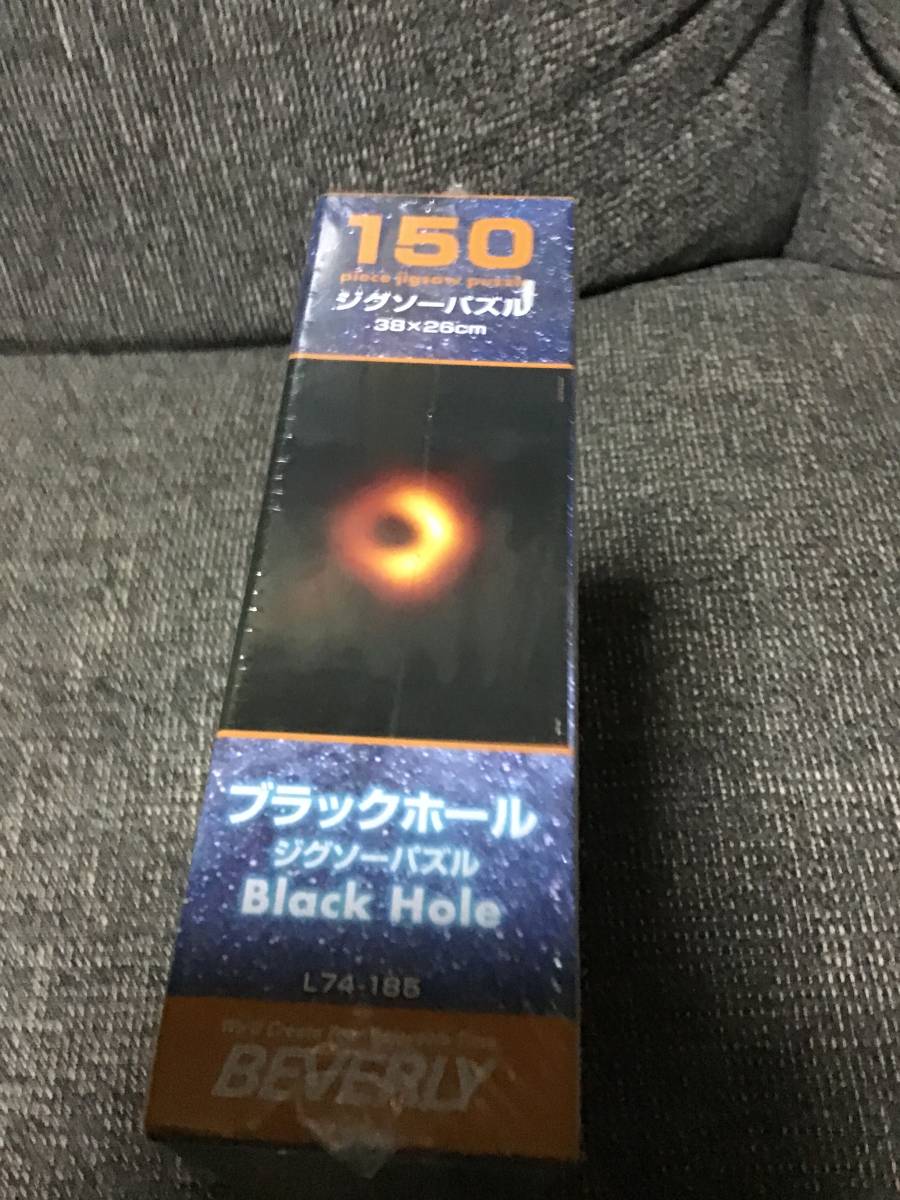 150
piece jigsaw puzzle
ジグソーパズル
38×26cm
ブラックホール
ジグソーパズル
Black Hole
L74-185
BEVERLY